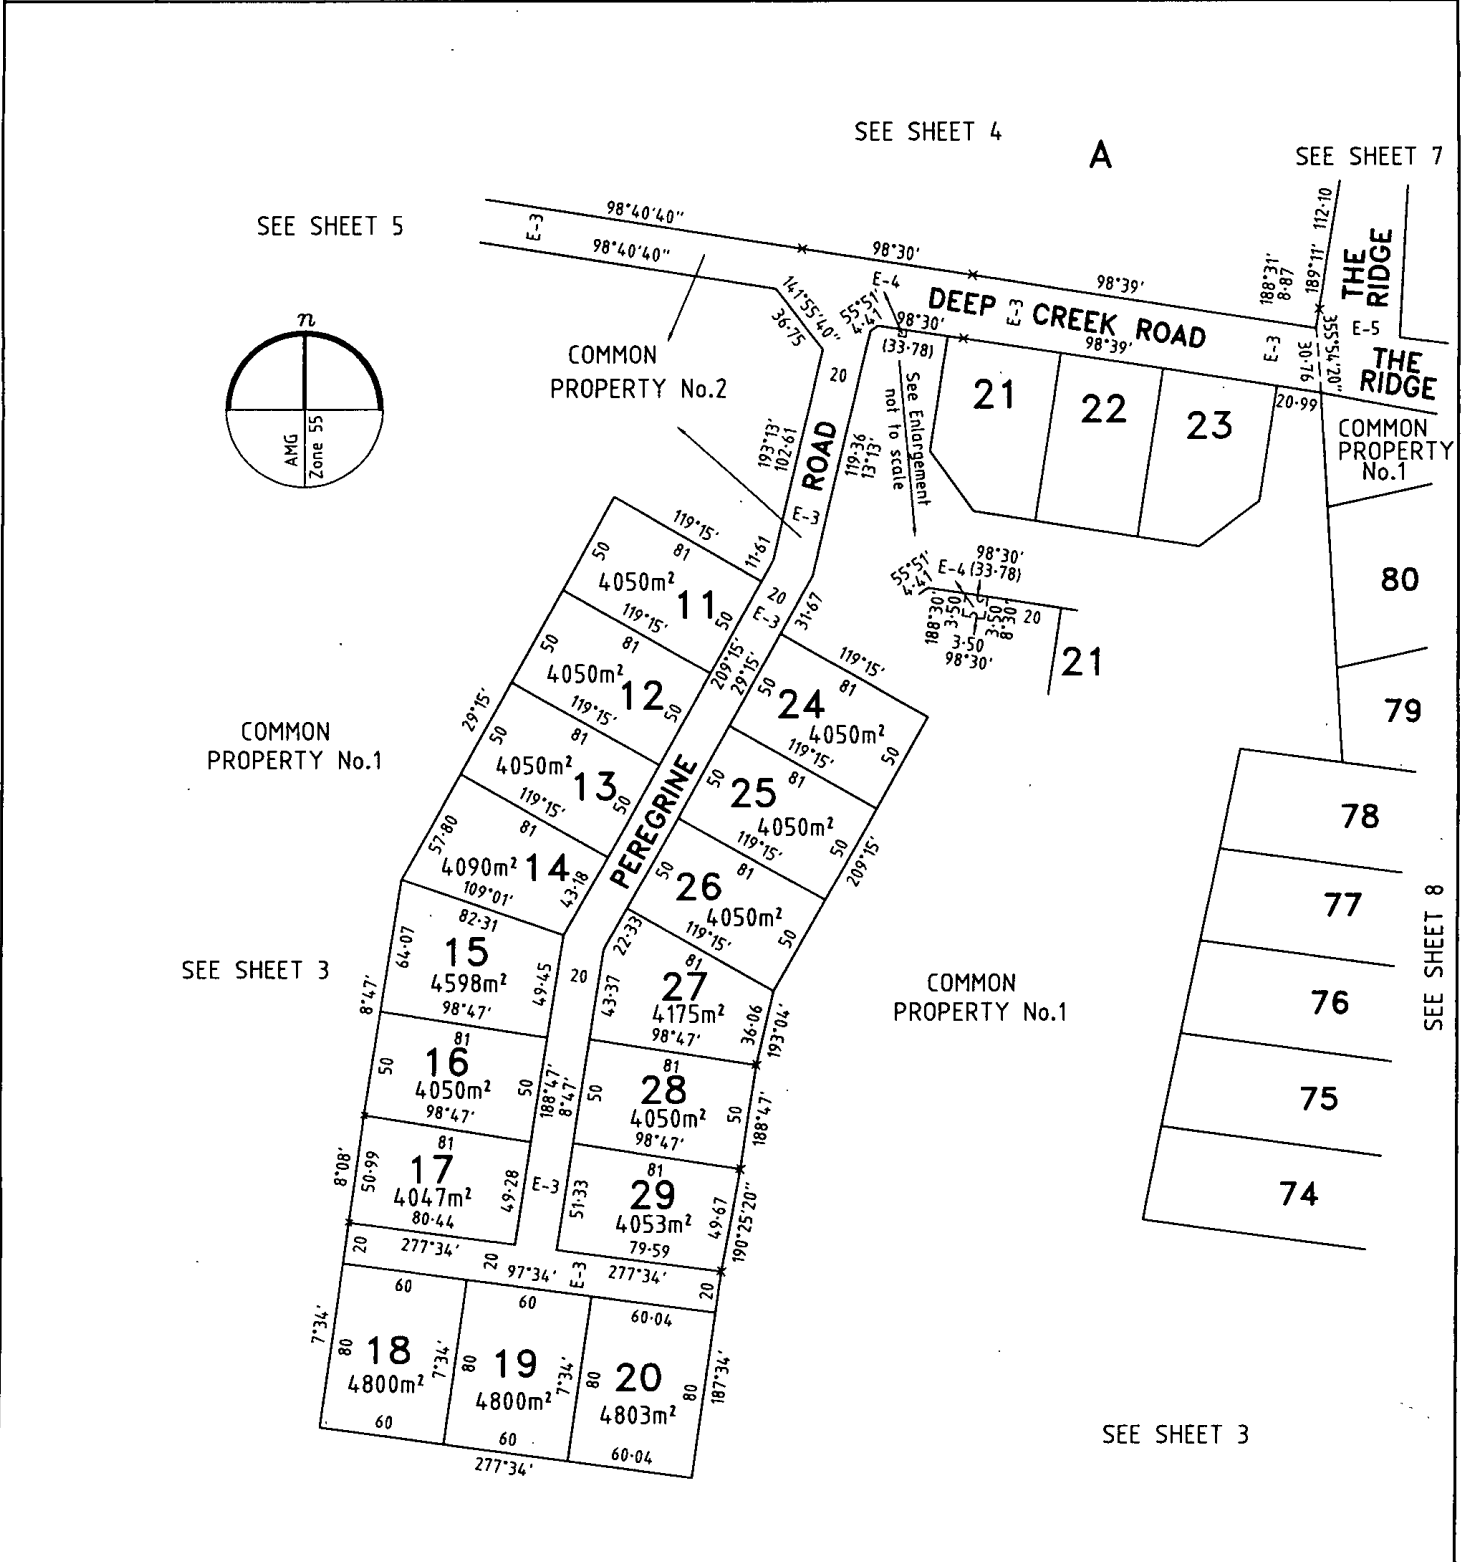 SEE SHEET 4
A
SEE SHEET 7
SEE SHEET 5
98°40'40"
E-3
98°40'40"
98°30'
E-4
98°39'
188°31'
8·87
189°11' 112·10
THE
RIDGE
141°55'40"
36·75
55°51'
4·41
98°30'
(33·78)
DEEP CREEK ROAD
E-3
98°39'
E-3
355°54'20"
30·76
E-5
THE
RIDGE
20·99
n
AMG
Zone 55
COMMON
PROPERTY No.2
20
193°13'
102·61
ROAD
119·36
13°13'
See Enlargement
not to scale
21
22
23
COMMON
PROPERTY
No.1
E-3
80
79
55°51'
4·41
E-4
98°30'
(33·78)
188°30'
3·50
3·50
8°30'
20
3·50
98°30'
21
119°15'
81
50
4050m²
11
50
11·61
20
E-3
31·67
119°15'
81
50
4050m²
12
50
209°15'
29°15'
119°15'
81
50
24
4050m²
50
29°15'
119°15'
81
50
4050m²
13
50
PEREGRINE
119°15'
81
50
25
4050m²
50
209°15'
COMMON
PROPERTY No.1
119°15'
81
57·80
4090m²
14
43·18
119°15'
81
50
26
4050m²
50
109°01'
82·31
64·07
15
4598m²
49·45
8°47'
20
22·33
119°15'
81
43·37
27
4175m²
36·06
193°04'
SEE SHEET 3
COMMON
PROPERTY No.1
78
77
76
75
74
SEE SHEET 8
98°47'
81
50
16
4050m²
50
188°47'
8°47'
98°47'
81
50
28
4050m²
50
188°47'
98°47'
81
8°08'
50·99
17
4047m²
80·44
49·28
E-3
98°47'
81
51·33
29
4053m²
79·59
49·67
190°25'20"
20
277°34'
20
97°34'
E-3
277°34'
20
60
60
60·04
7°34'
80
18
4800m²
60
7°34'
80
19
4800m²
60
7°34'
80
20
4803m²
60·04
80
187°34'
277°34'
SEE SHEET 3